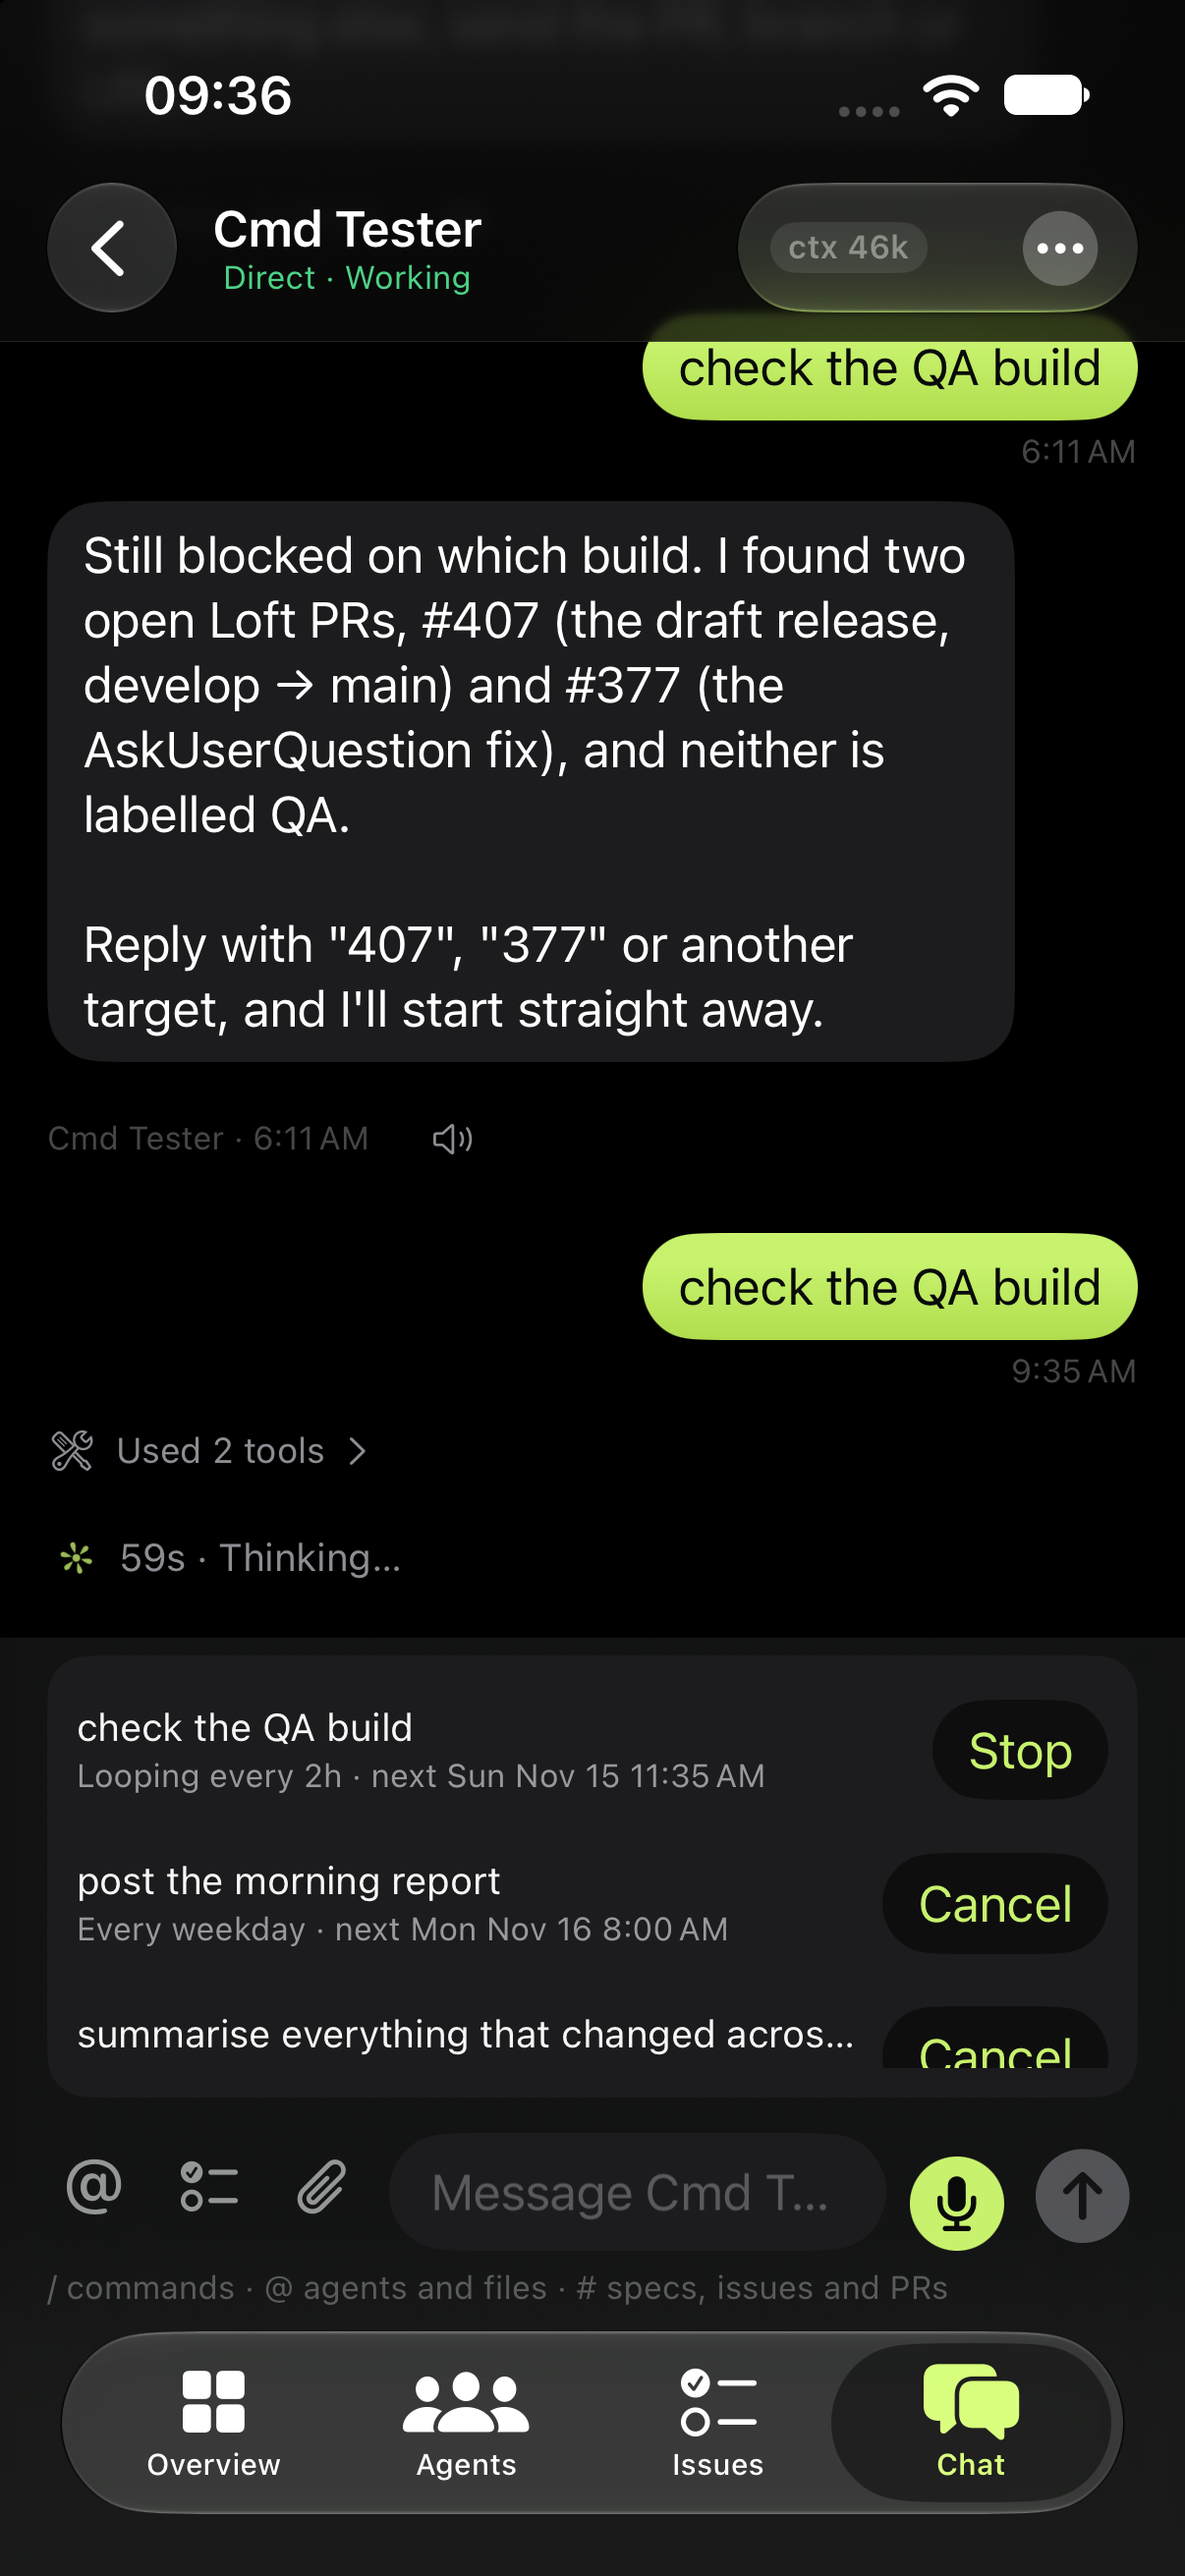 09:36
Cmd Tester
Direct · Working
ctx 46k
check the QA build
6:11 AM
Still blocked on which build. I found two
open Loft PRs, #407 (the draft release,
develop → main) and #377 (the
AskUserQuestion fix), and neither is
labelled QA.
Reply with "407", "377" or another
target, and I'll start straight away.
Cmd Tester · 6:11 AM
check the QA build
9:35 AM
Used 2 tools
59s · Thinking...
check the QA build
Looping every 2h · next Sun Nov 15 11:35 AM
Stop
post the morning report
Every weekday · next Mon Nov 16 8:00 AM
Cancel
summarise everything that changed acros...
Cancel
@
Message Cmd T...
/ commands · @ agents and files · # specs, issues and PRs
Overview
Agents
Issues
Chat